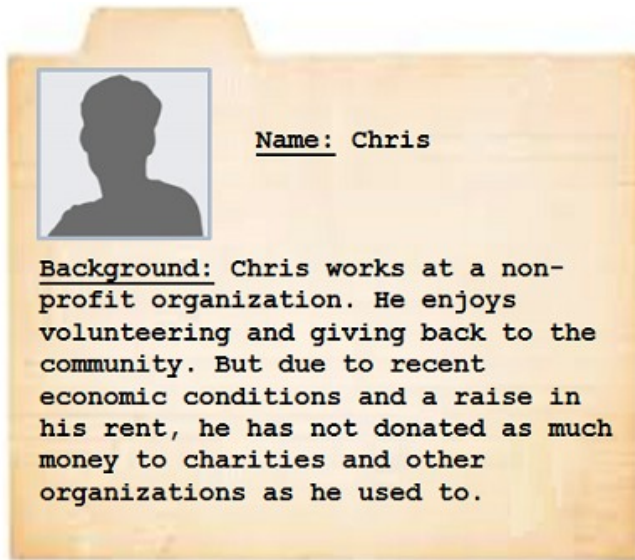 Name: Chris
Background: Chris works at a non-
profit organization. He enjoys
volunteering and giving back to the
community. But due to recent
economic conditions and a raise in
his rent, he has not donated as much
money to charities and other
organizations as he used to.